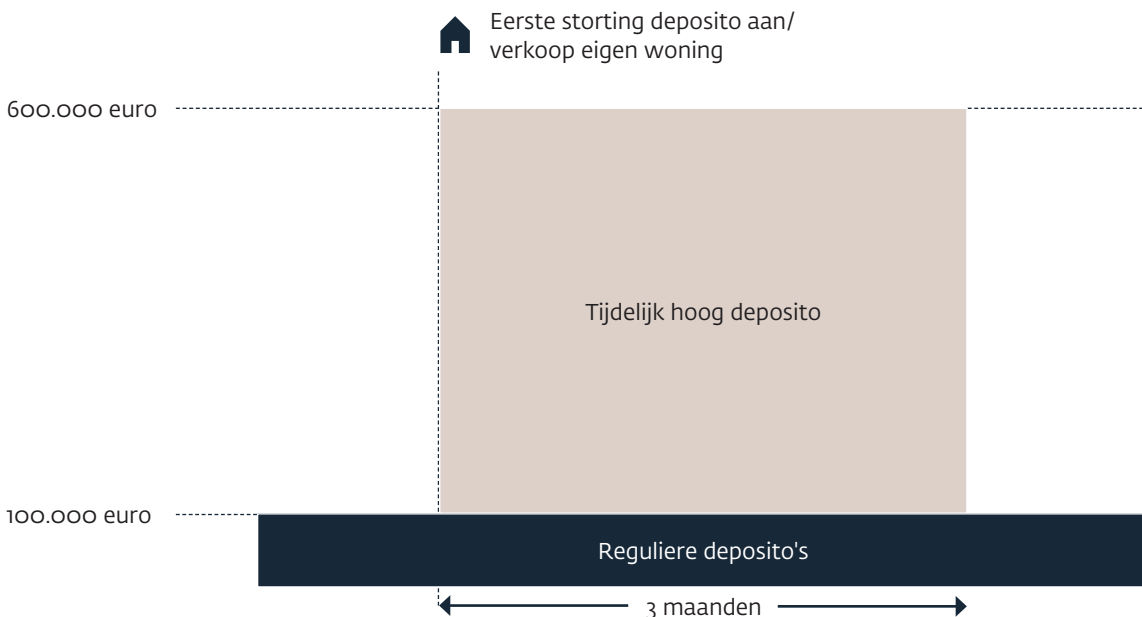 Eerste storting deposito aan/
verkoop eigen woning
600.000 euro
Tijdelijk hoog deposito
100.000 euro
Reguliere deposito's
3 maanden